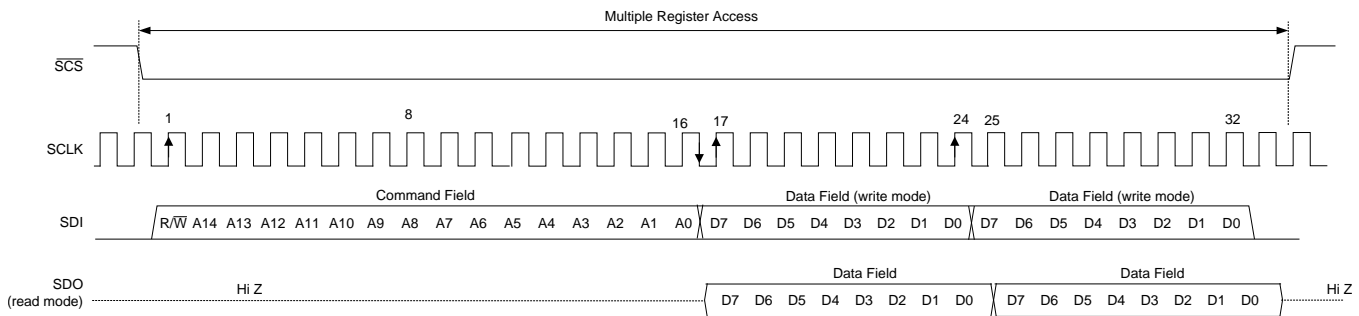 Multiple Register Access
SCS
1 8 16 17 24 25 32
SCLK
Command Field Data Field (write mode) Data Field (write mode)
SDI R/W A14 A13 A12 A11 A10 A9 A8 A7 A6 A5 A4 A3 A2 A1 A0 D7 D6 D5 D4 D3 D2 D1 D0 D7 D6 D5 D4 D3 D2 D1 D0
Data Field Data Field
SDO
(read mode) Hi Z D7 D6 D5 D4 D3 D2 D1 D0 D7 D6 D5 D4 D3 D2 D1 D0 Hi Z